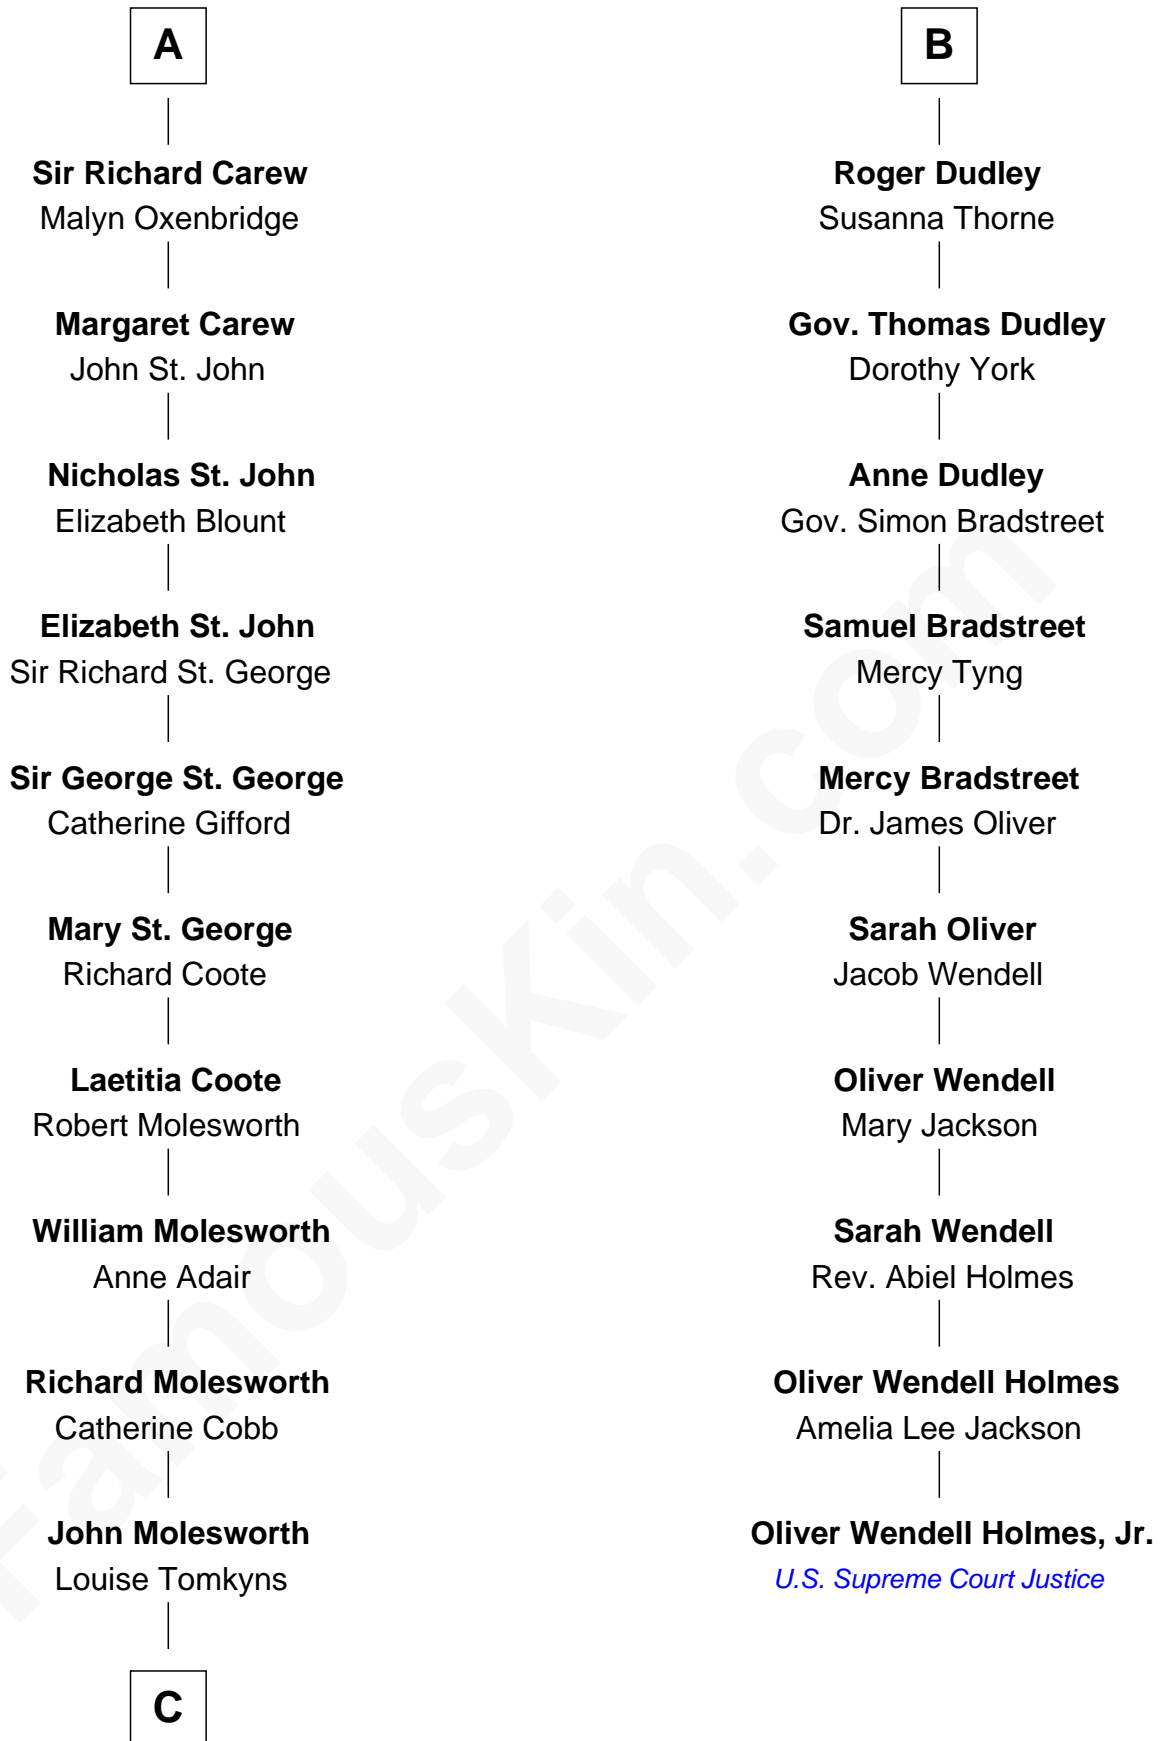 A
Sir Richard Carew
Malyn Oxenbridge
Margaret Carew
John St. John
Nicholas St. John
Elizabeth Blount
Elizabeth St. John
Sir Richard St. George
Sir George St. George
Catherine Gifford
Mary St. George
Richard Coote
Laetitia Coote
Robert Molesworth
William Molesworth
Anne Adair
Richard Molesworth
Catherine Cobb
John Molesworth
Louise Tomkyns
C
B
Roger Dudley
Susanna Thorne
Gov. Thomas Dudley
Dorothy York
Anne Dudley
Gov. Simon Bradstreet
Samuel Bradstreet
Mercy Tyng
Mercy Bradstreet
Dr. James Oliver
Sarah Oliver
Jacob Wendell
Oliver Wendell
Mary Jackson
Sarah Wendell
Rev. Abiel Holmes
Oliver Wendell Holmes
Amelia Lee Jackson
Oliver Wendell Holmes, Jr.
U.S. Supreme Court Justice
FamousKin.com